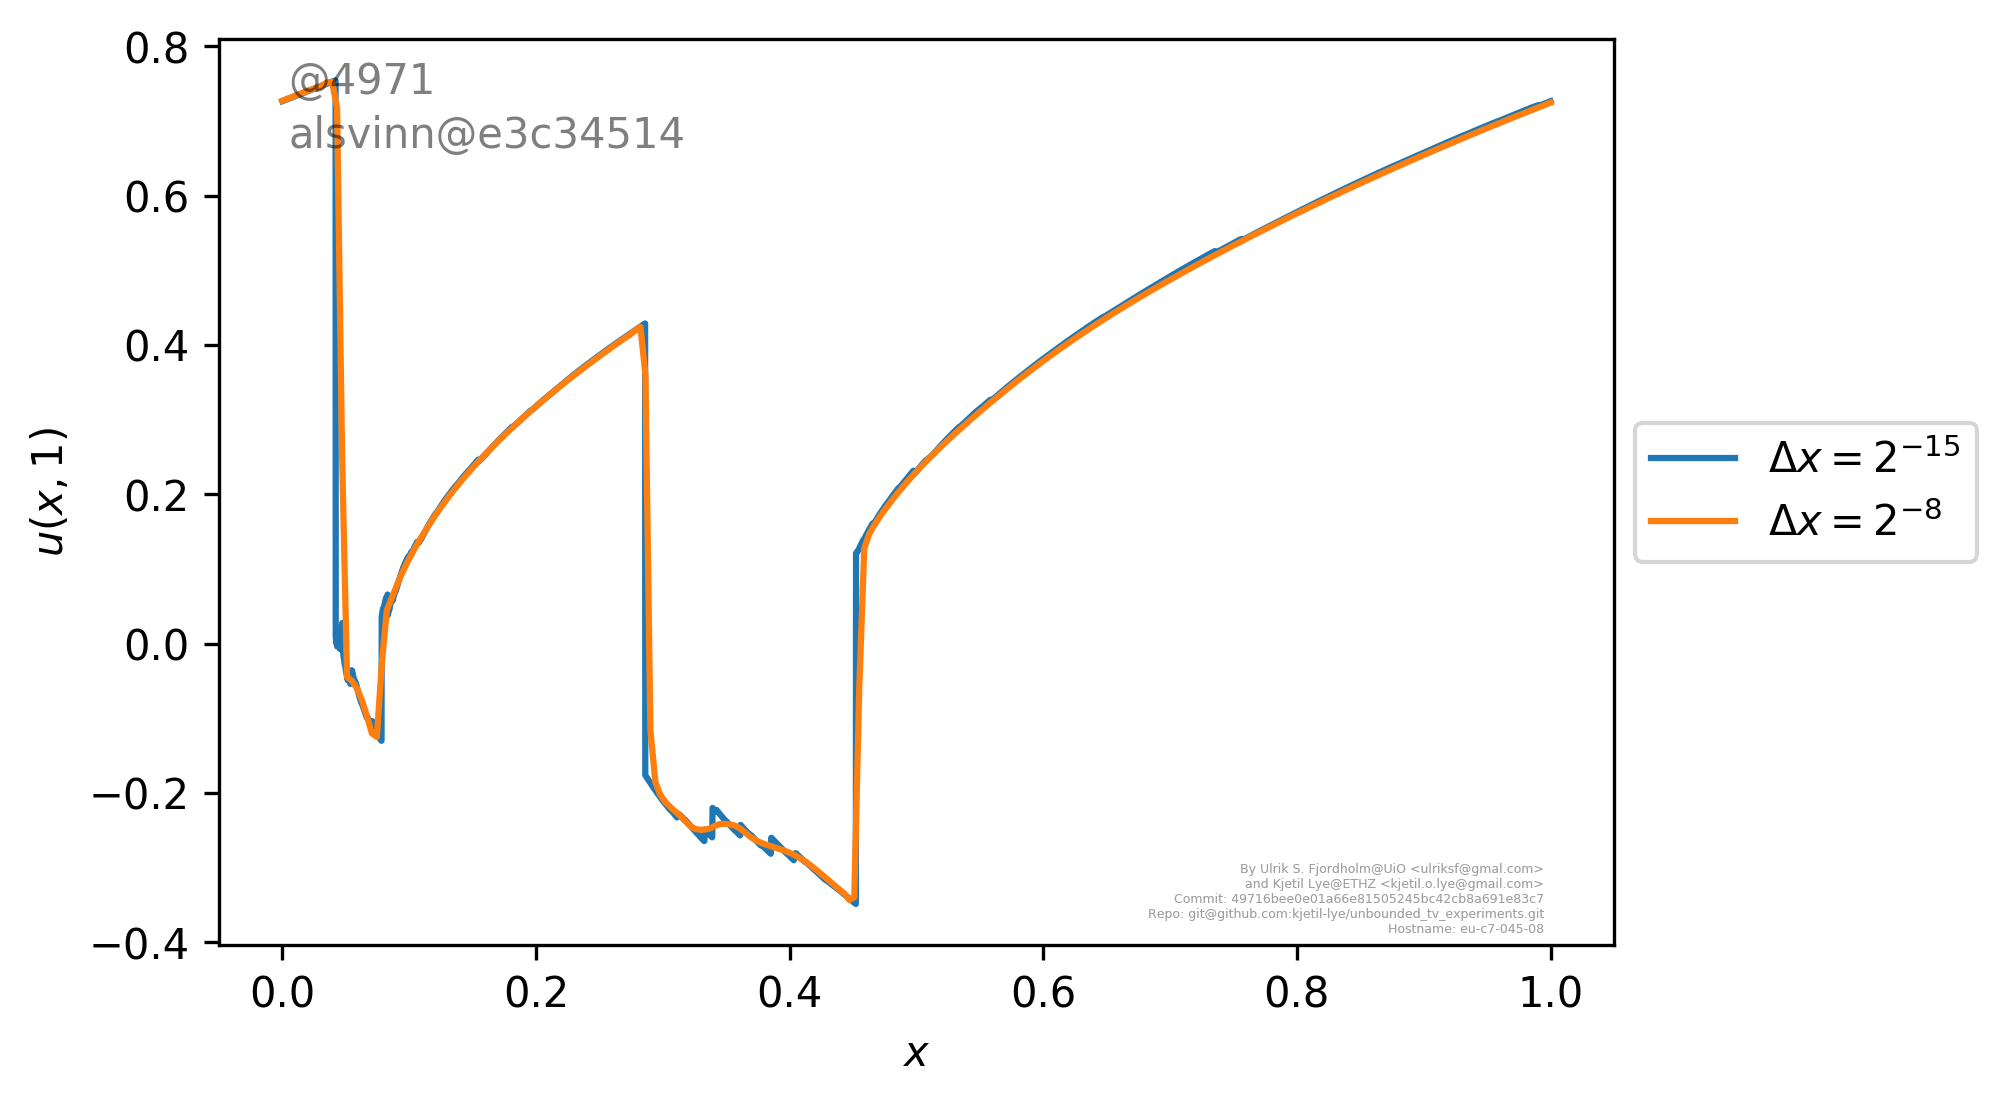 @4971
alsvinn@e3c34514
0.8
0.6
0.4
0.2
0.0
−0.2
−0.4
u(x, 1)
0.0 0.2 0.4 0.6 0.8 1.0
x
Δx = 2⁻¹⁵
Δx = 2⁻⁸
By Ulrik S. Fjordholm@UiO <ulriksf@gmal.com>
and Kjetil Lye@ETHZ <kjetil.o.lye@gmail.com>
Commit: 49716bee0e01a66e81505245bc42cb8a691e83c7
Repo: git@github.com:kjetil-lye/unbounded_tv_experiments.git
Hostname: eu-c7-045-08